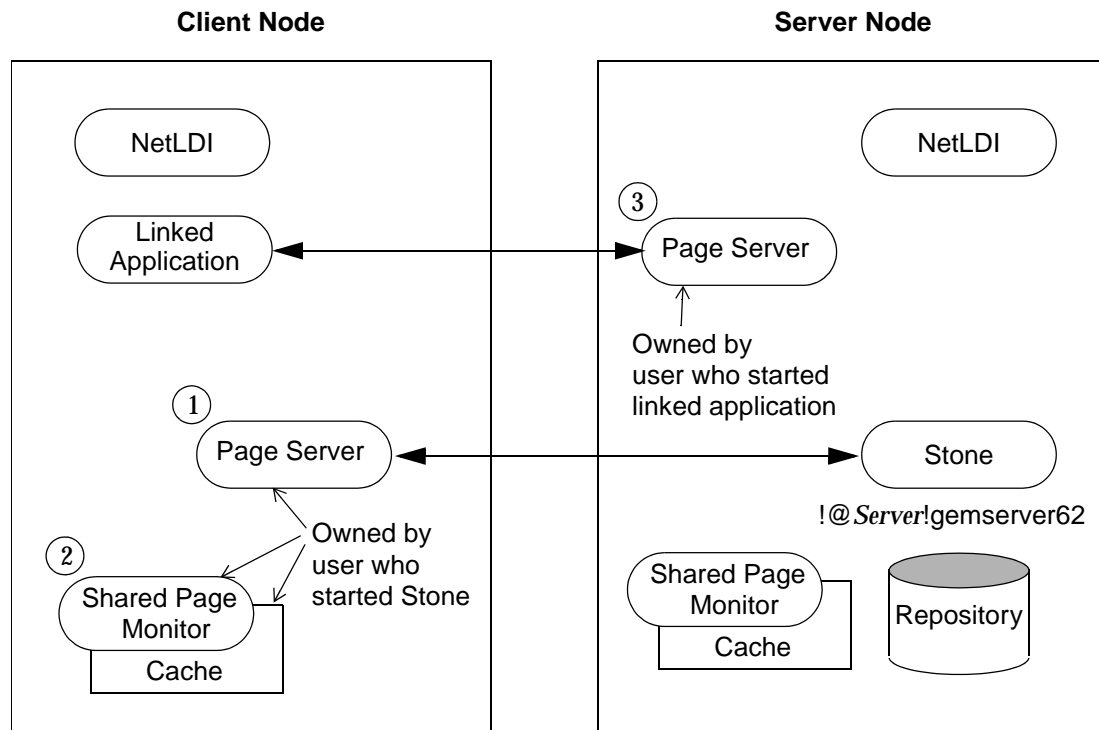 Client Node
Server Node
NetLDI
NetLDI
Linked
Application
3
Page Server
Owned by
user who started
linked application
1
Page Server
Stone
!@Server!gemserver62
Owned by
user who
started Stone
2
Shared Page
Monitor
Cache
Shared Page
Monitor
Cache
Repository